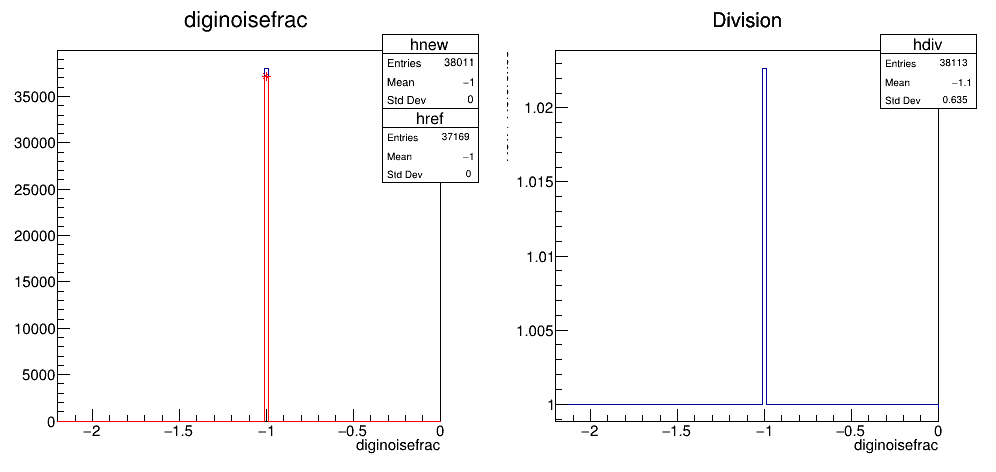 diginoisefrac
hnew
Entries 38011
Mean −1
Std Dev 0
href
Entries 37169
Mean −1
Std Dev 0
35000
30000
25000
20000
15000
10000
5000
0
−2 −1.5 −1 −0.5 0
diginoisefrac
Division
hdiv
Entries 38113
Mean −1.1
Std Dev 0.635
1.02
1.015
1.01
1.005
1
−2 −1.5 −1 −0.5 0
diginoisefrac